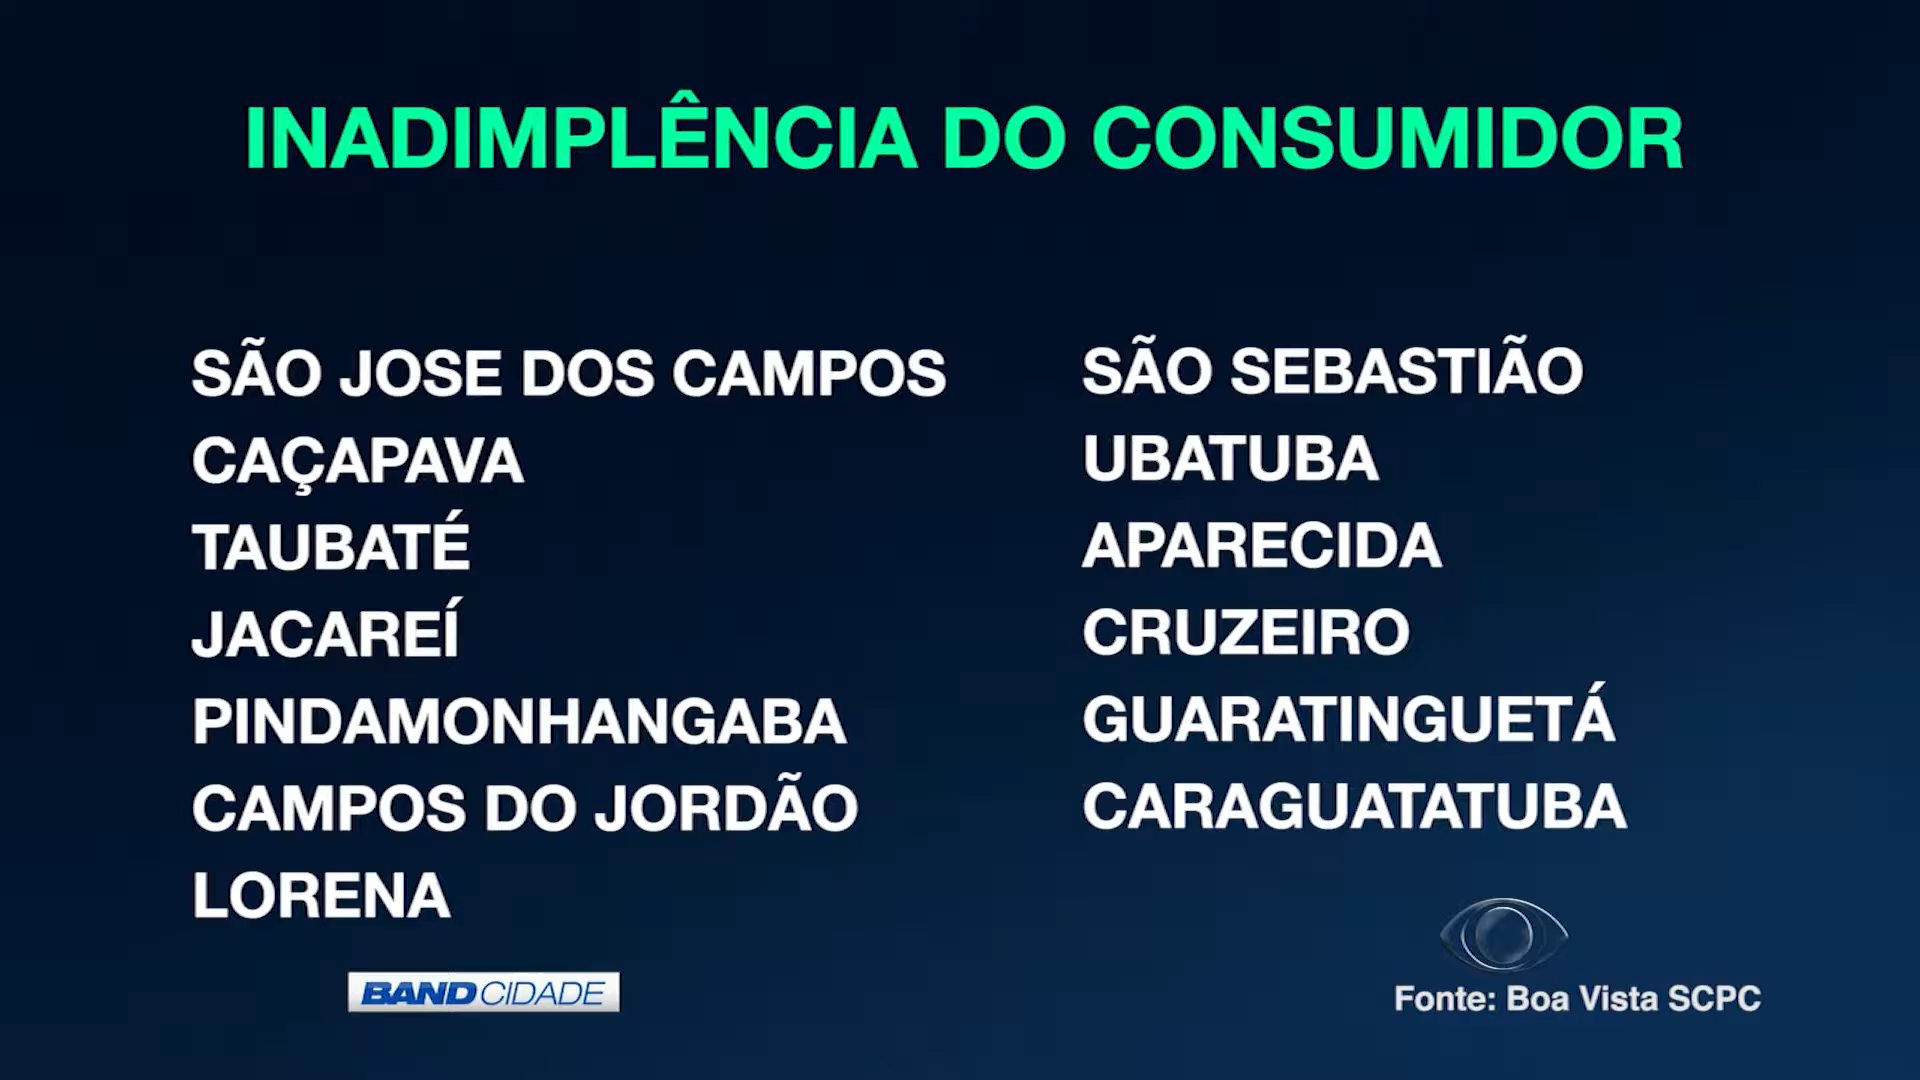 INADIMPLÊNCIA DO CONSUMIDOR
SÃO JOSE DOS CAMPOS
CAÇAPAVA
TAUBATÉ
JACAREÍ
PINDAMONHANGABA
CAMPOS DO JORDÃO
LORENA
SÃO SEBASTIÃO
UBATUBA
APARECIDA
CRUZEIRO
GUARATINGUETÁ
CARAGUATATUBA
BAND CIDADE
Fonte: Boa Vista SCPC